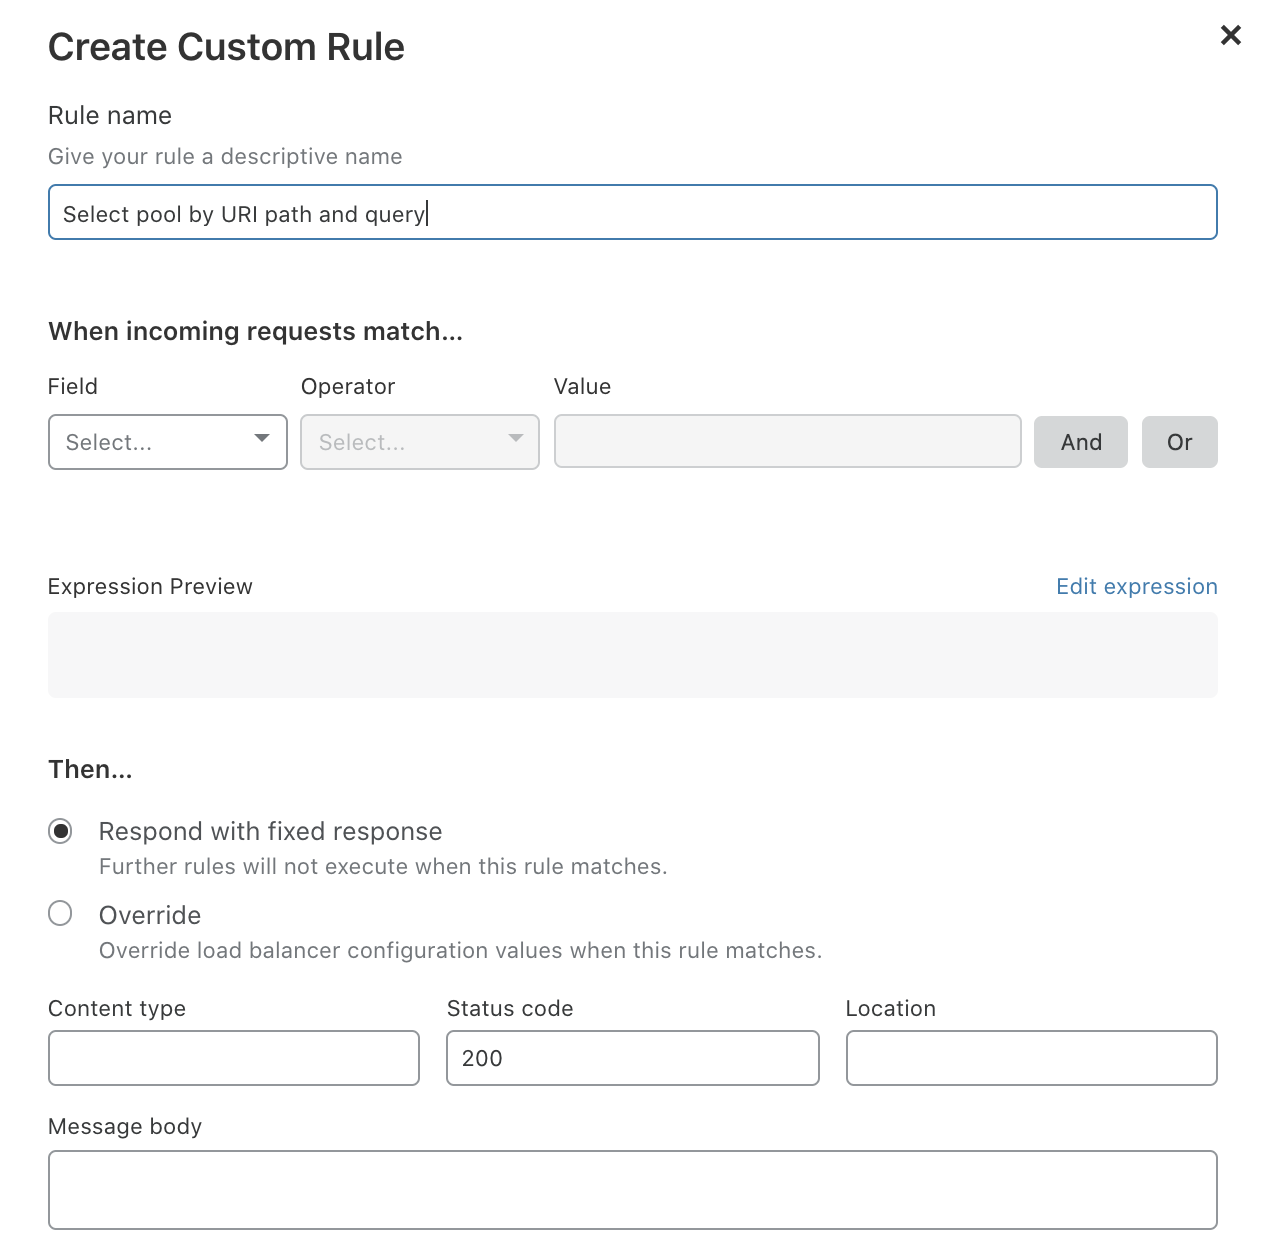 Create Custom Rule
Rule name
Give your rule a descriptive name
Select pool by URI path and query
When incoming requests match...
Field Operator Value
Select... Select... And Or
Expression Preview Edit expression
Then...
Respond with fixed response
Further rules will not execute when this rule matches.
Override
Override load balancer configuration values when this rule matches.
Content type Status code Location
200
Message body